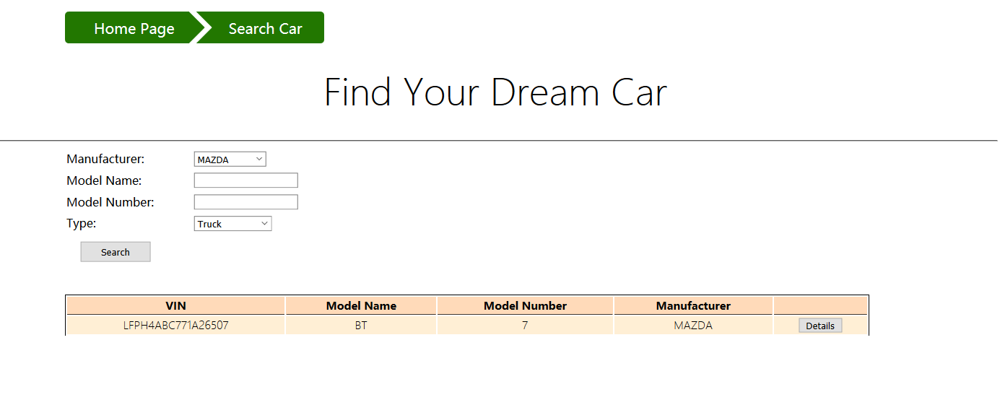 Home Page Search Car
Find Your Dream Car
Manufacturer: MAZDA
Model Name:
Model Number:
Type: Truck
Search
VIN Model Name Model Number Manufacturer
LFPH4ABC771A26507 BT 7 MAZDA Details